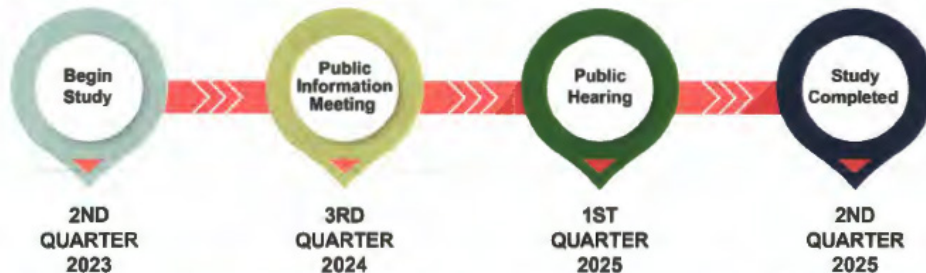 Begin
Study
Public
Information
Meeting
Public
Hearing
Study
Completed
2ND
QUARTER
2023
3RD
QUARTER
2024
1ST
QUARTER
2025
2ND
QUARTER
2025